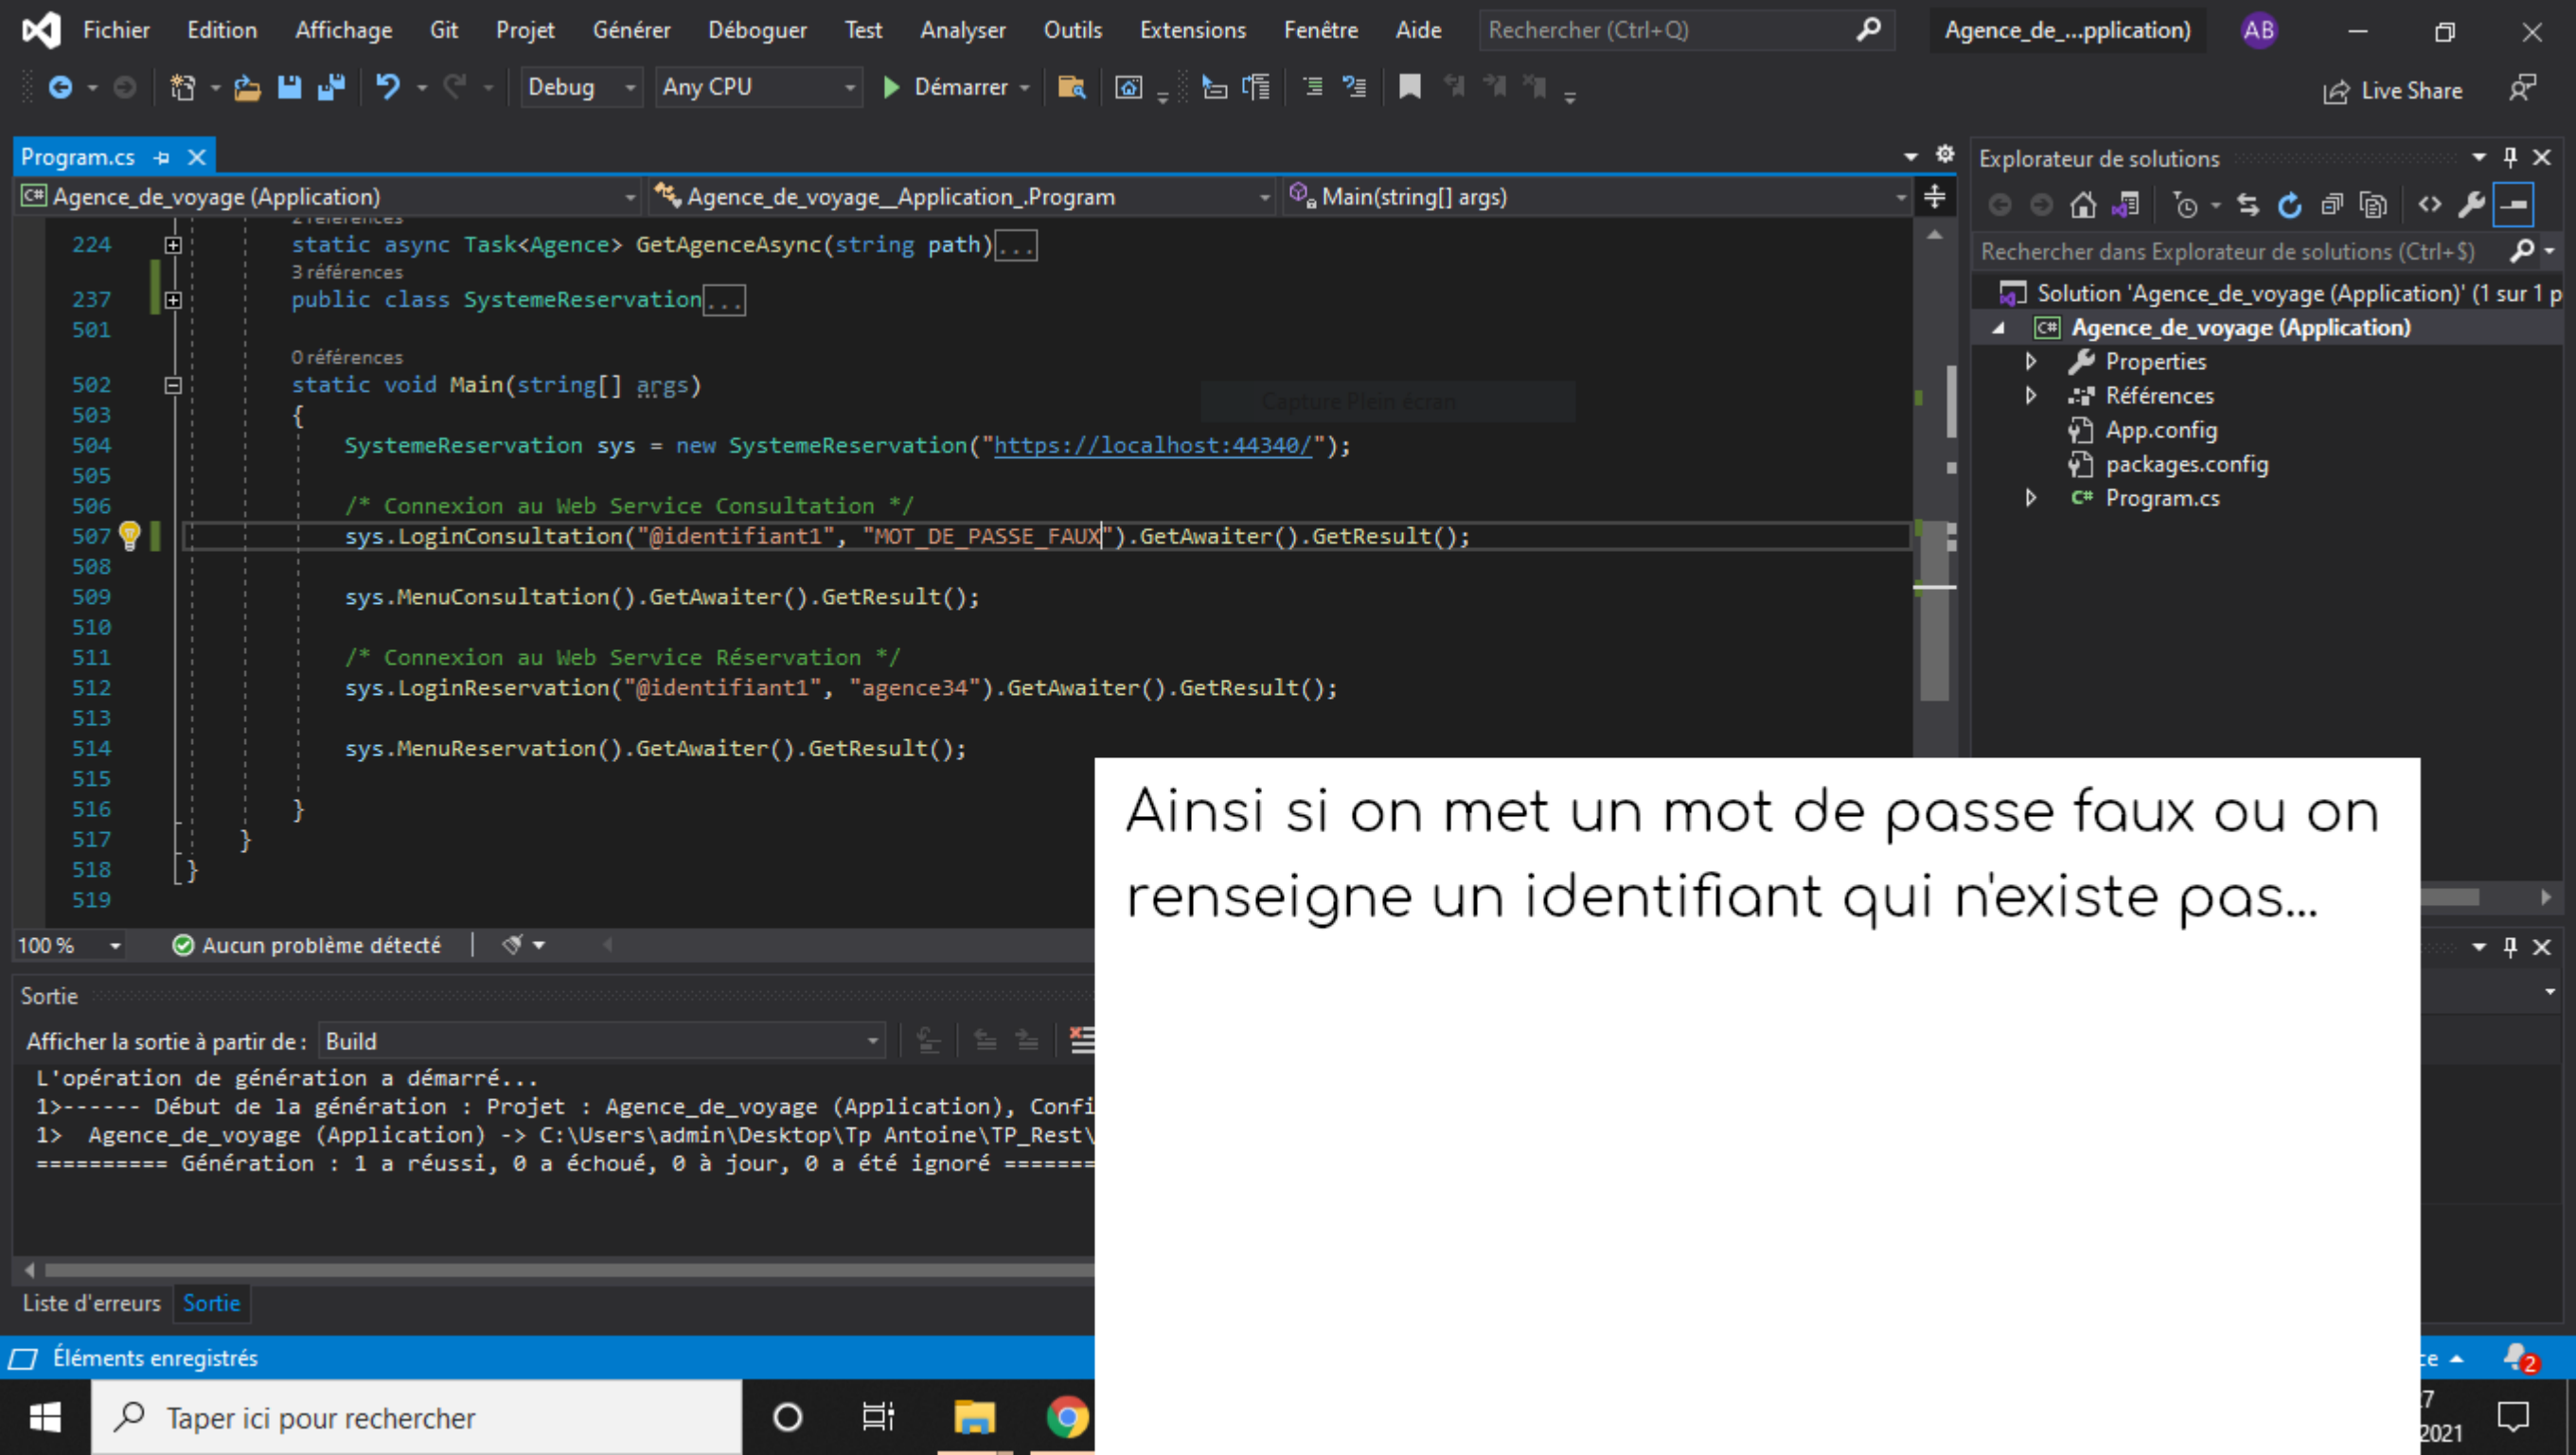 Fichier Edition Affichage Git Projet Générer Déboguer Test Analyser Outils Extensions Fenêtre Aide Rechercher (Ctrl+Q) Agence_de_...pplication) AB
Debug Any CPU Démarrer Live Share
Program.cs
Agence_de_voyage (Application) Agence_de_voyage__Application_.Program Main(string[] args)
2 références
224 static async Task<Agence> GetAgenceAsync(string path)...
3 références
237 public class SystemeReservation...
501
0 références
502 static void Main(string[] args)
503 {
Capture Plein écran
504 SystemeReservation sys = new SystemeReservation("https://localhost:44340/");
505
506 /* Connexion au Web Service Consultation */
507 sys.LoginConsultation("@identifiant1", "MOT_DE_PASSE_FAUX").GetAwaiter().GetResult();
508
509 sys.MenuConsultation().GetAwaiter().GetResult();
510
511 /* Connexion au Web Service Réservation */
512 sys.LoginReservation("@identifiant1", "agence34").GetAwaiter().GetResult();
513
514 sys.MenuReservation().GetAwaiter().GetResult();
515
516 }
517 }
518 }
519
100 % Aucun problème détecté
Explorateur de solutions
Rechercher dans Explorateur de solutions (Ctrl+$)
Solution 'Agence_de_voyage (Application)' (1 sur 1 p
C# Agence_de_voyage (Application)
Properties
Références
App.config
packages.config
C# Program.cs
Ainsi si on met un mot de passe faux ou on
renseigne un identifiant qui n'existe pas...
Sortie
Afficher la sortie à partir de : Build
L'opération de génération a démarré...
1>------ Début de la génération : Projet : Agence_de_voyage (Application), Confi
1> Agence_de_voyage (Application) -> C:\Users\admin\Desktop\Tp Antoine\TP_Rest\
========== Génération : 1 a réussi, 0 a échoué, 0 à jour, 0 a été ignoré =======
Liste d'erreurs Sortie
Éléments enregistrés
ce 2
Taper ici pour rechercher
27
2021